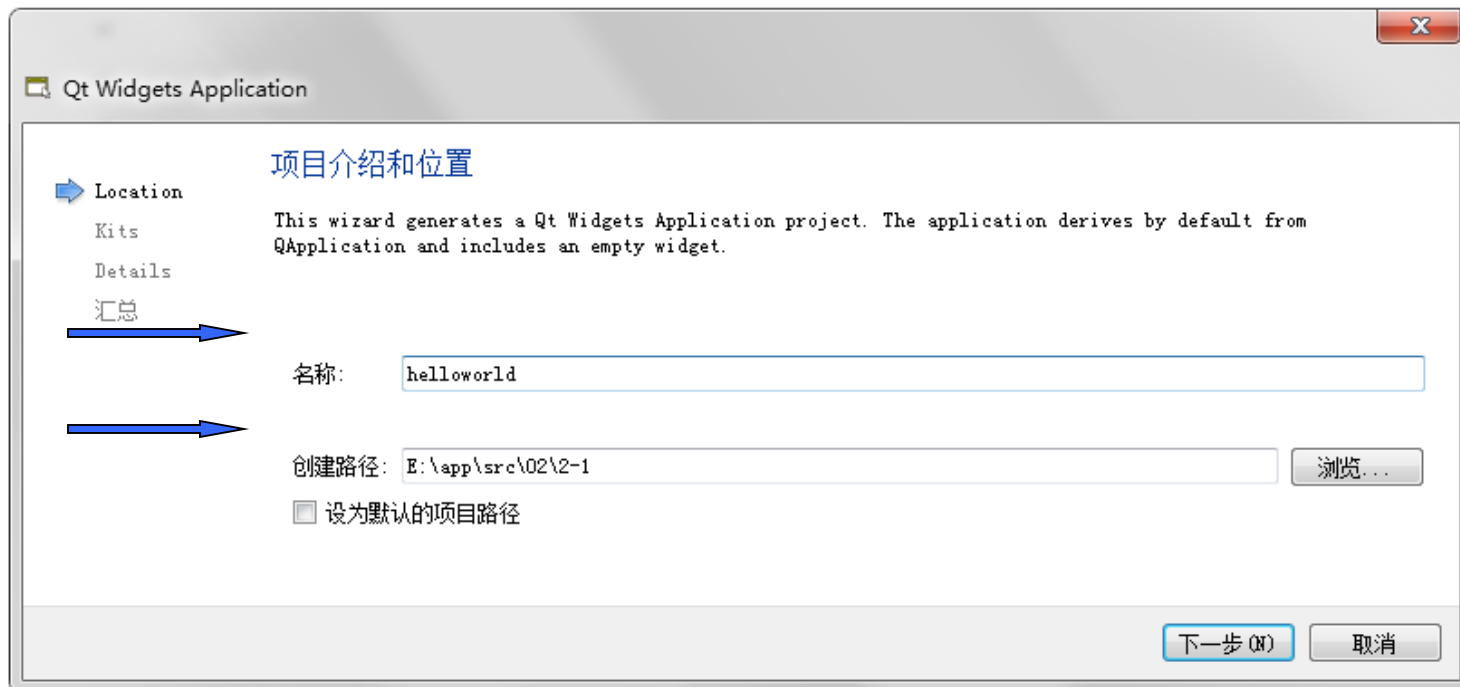 Qt Widgets Application
项目介绍和位置
Location
Kits
Details
汇总
This wizard generates a Qt Widgets Application project. The application derives by default from
QApplication and includes an empty widget.
名称: helloworld
创建路径: E:\app\src\02\2-1 浏览...
设为默认的项目路径
下一步(N) 取消